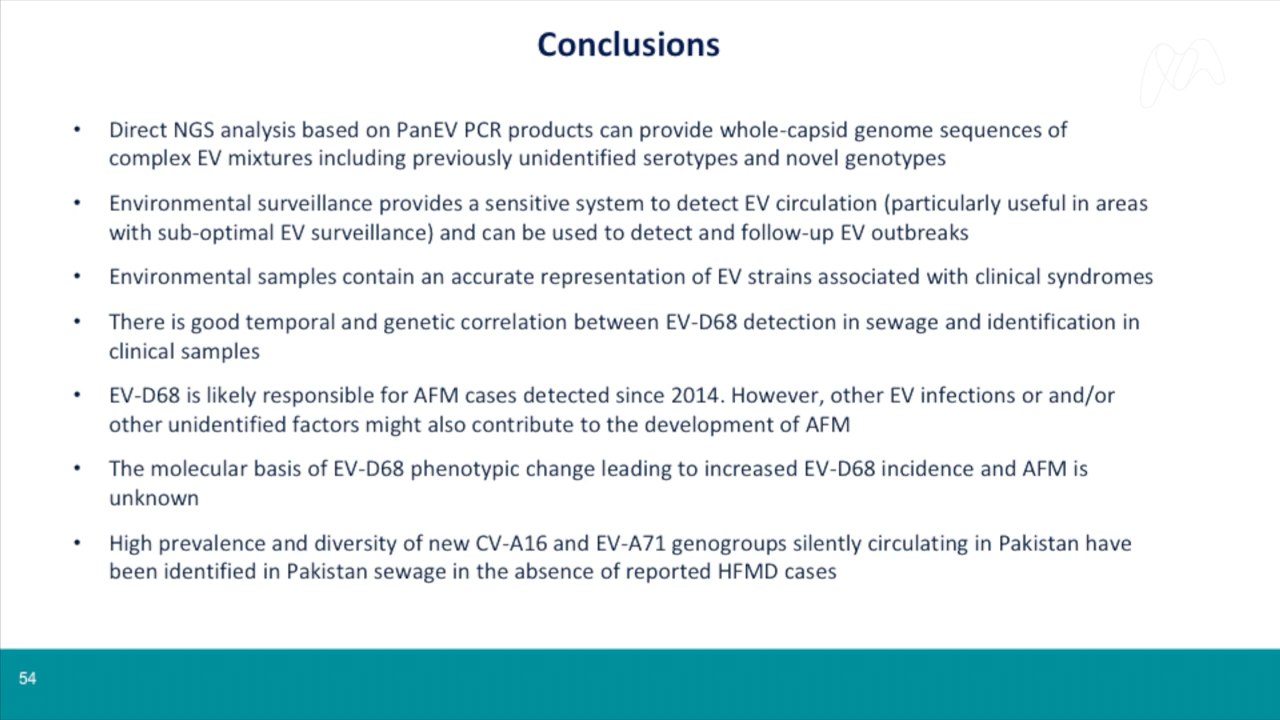 Conclusions
• Direct NGS analysis based on PanEV PCR products can provide whole-capsid genome sequences of
complex EV mixtures including previously unidentified serotypes and novel genotypes
• Environmental surveillance provides a sensitive system to detect EV circulation (particularly useful in areas
with sub-optimal EV surveillance) and can be used to detect and follow-up EV outbreaks
• Environmental samples contain an accurate representation of EV strains associated with clinical syndromes
• There is good temporal and genetic correlation between EV-D68 detection in sewage and identification in
clinical samples
• EV-D68 is likely responsible for AFM cases detected since 2014. However, other EV infections or and/or
other unidentified factors might also contribute to the development of AFM
• The molecular basis of EV-D68 phenotypic change leading to increased EV-D68 incidence and AFM is
unknown
• High prevalence and diversity of new CV-A16 and EV-A71 genogroups silently circulating in Pakistan have
been identified in Pakistan sewage in the absence of reported HFMD cases
54